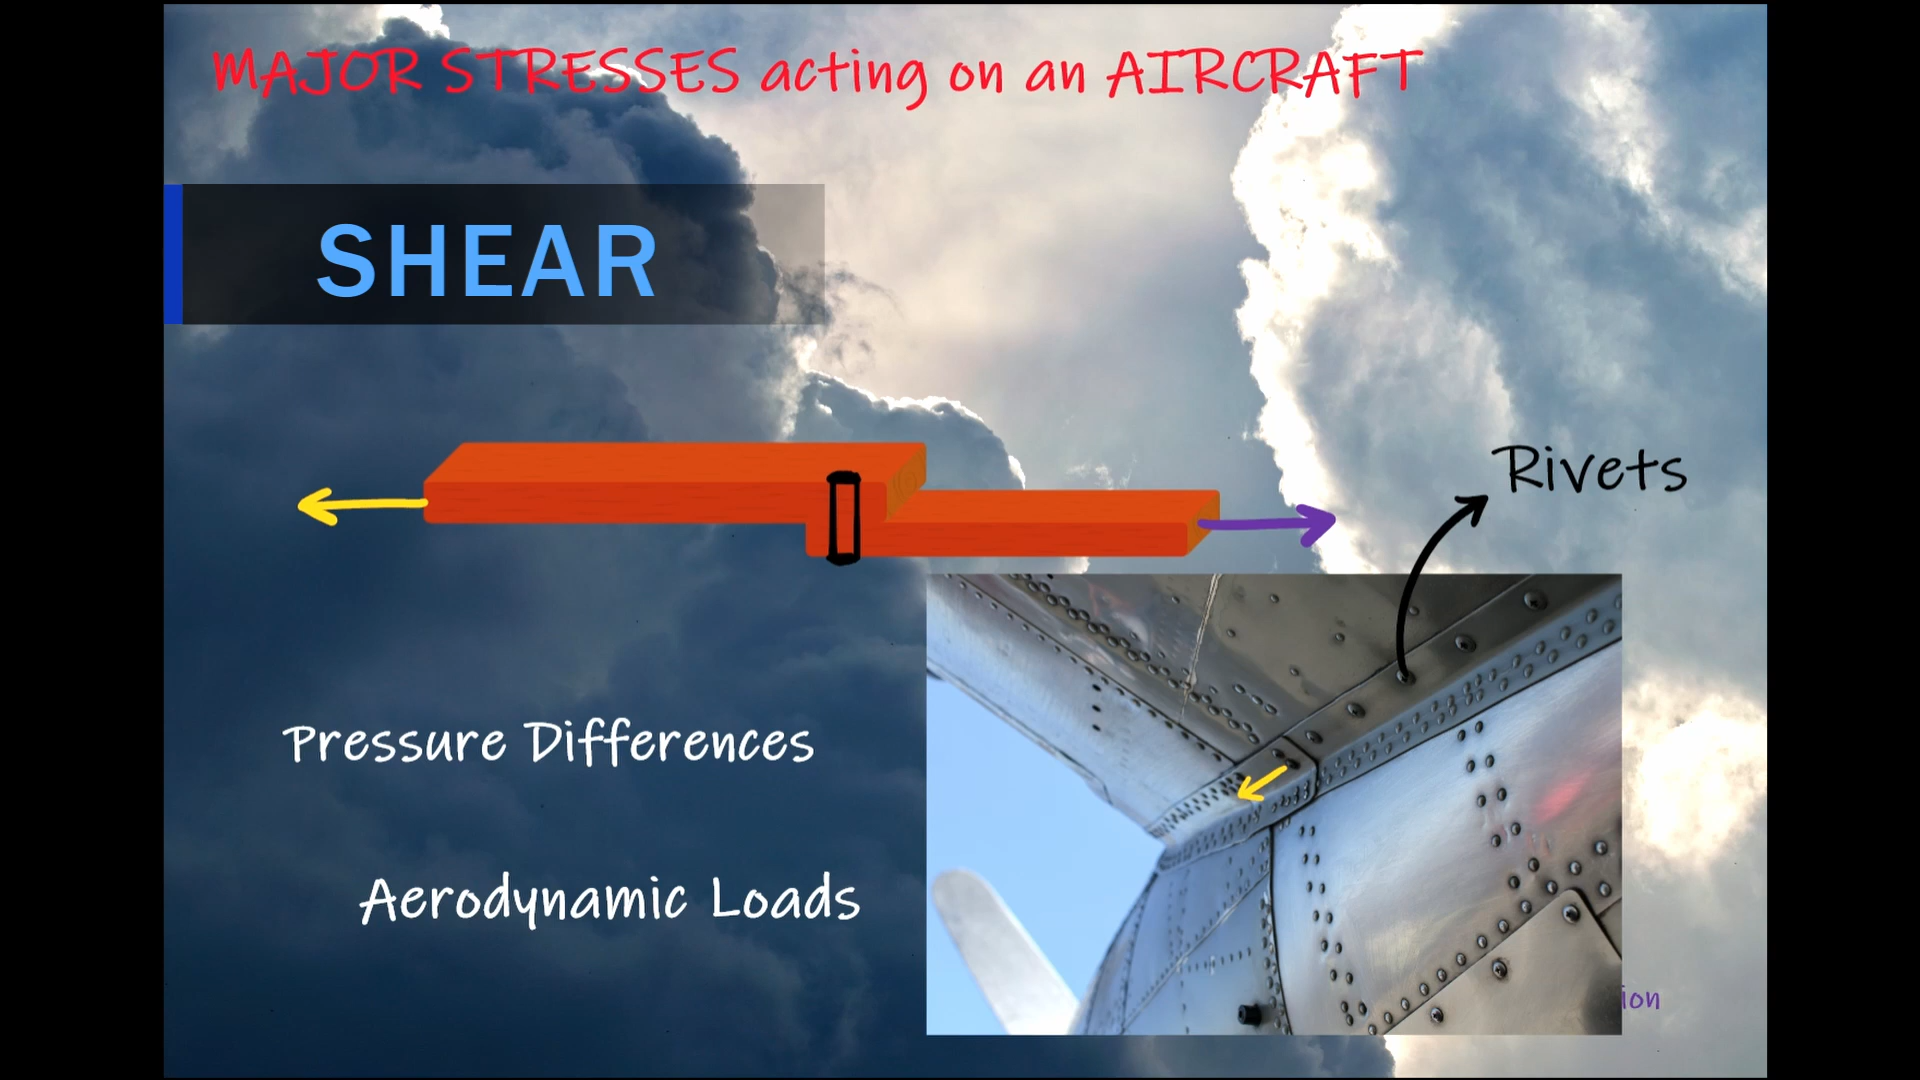 MAJOR STRESSES acting on an AIRCRAFT
SHEAR
Rivets
Pressure Differences
Aerodynamic Loads